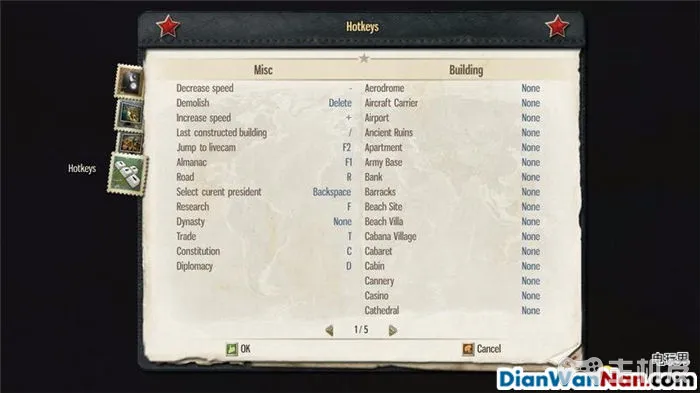 Hotkeys
Misc
Decrease speed -
Demolish Delete
Increase speed +
Last constructed building /
Jump to livecam F2
Almanac F1
Road R
Select curent president Backspace
Research F
Dynasty None
Trade T
Constitution C
Diplomacy D
Building
Aerodrome None
Aircraft Carrier None
Airport None
Ancient Ruins None
Apartment None
Army Base None
Bank None
Barracks None
Beach Site None
Beach Villa None
Cabana Village None
Cabaret None
Cabin None
Cannery None
Casino None
Cathedral None
Hotkeys
1/5
OK
Cancel
电玩男
DianWanNan.com